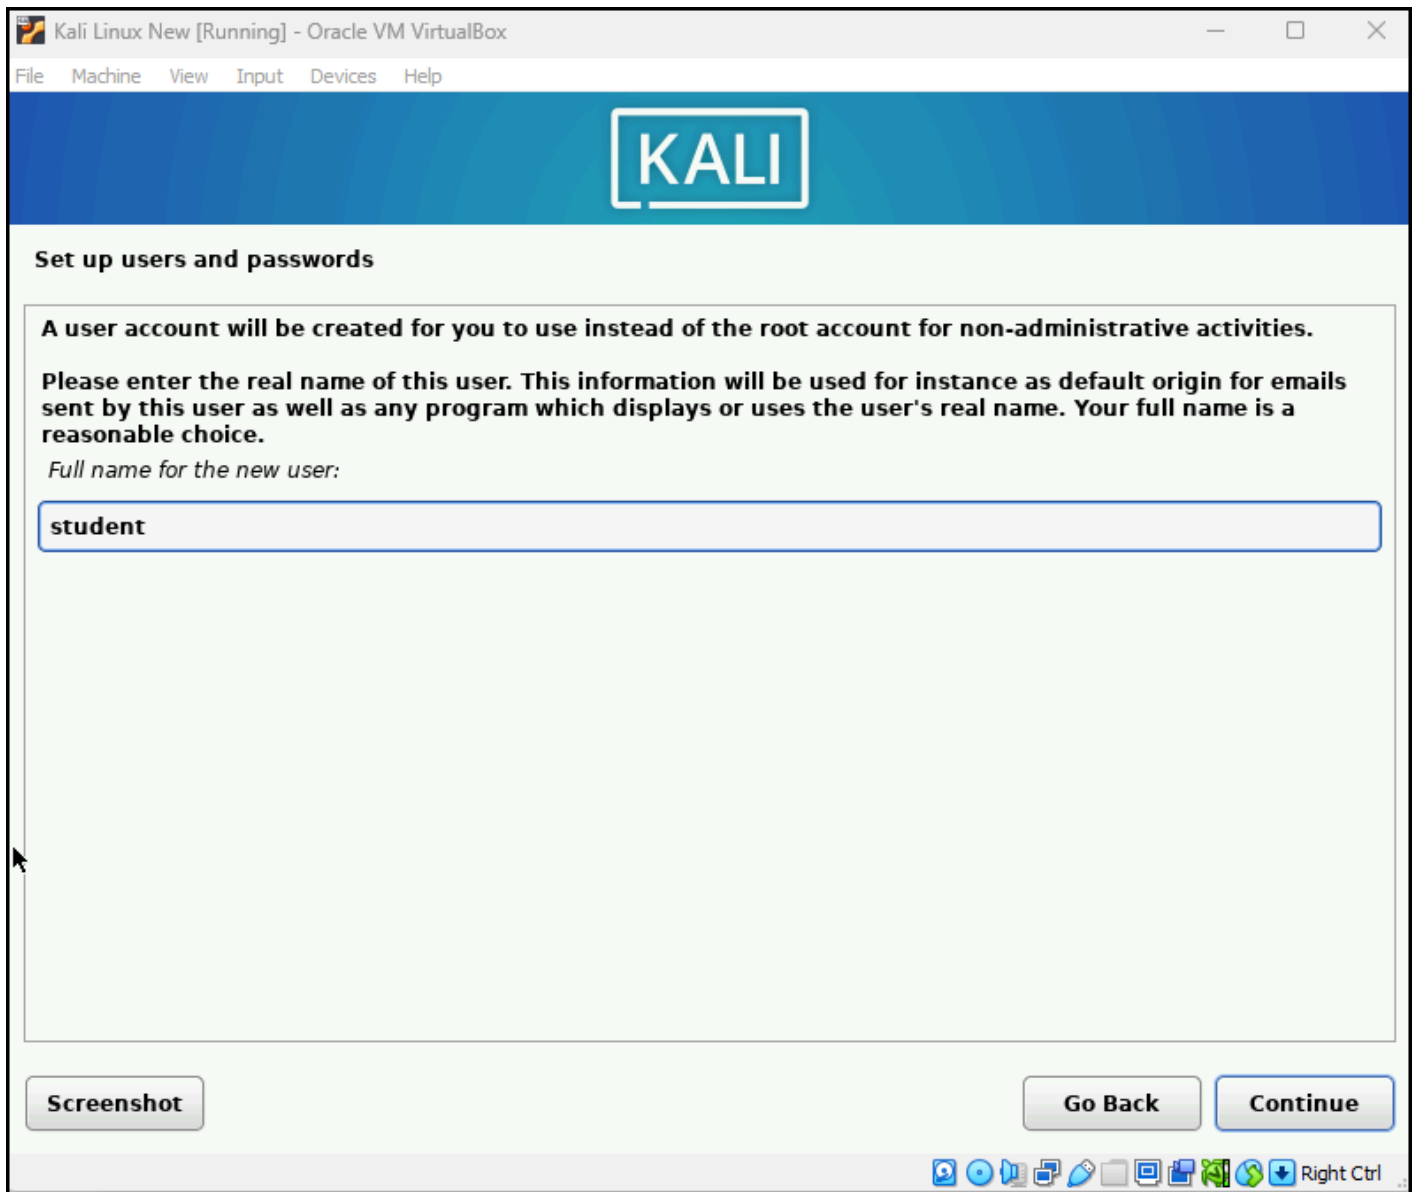 Kali Linux New [Running] - Oracle VM VirtualBox
File Machine View Input Devices Help
KALI
Set up users and passwords
A user account will be created for you to use instead of the root account for non-administrative activities.
Please enter the real name of this user. This information will be used for instance as default origin for emails
sent by this user as well as any program which displays or uses the user's real name. Your full name is a
reasonable choice.
Full name for the new user:
student
Screenshot Go Back Continue
Right Ctrl